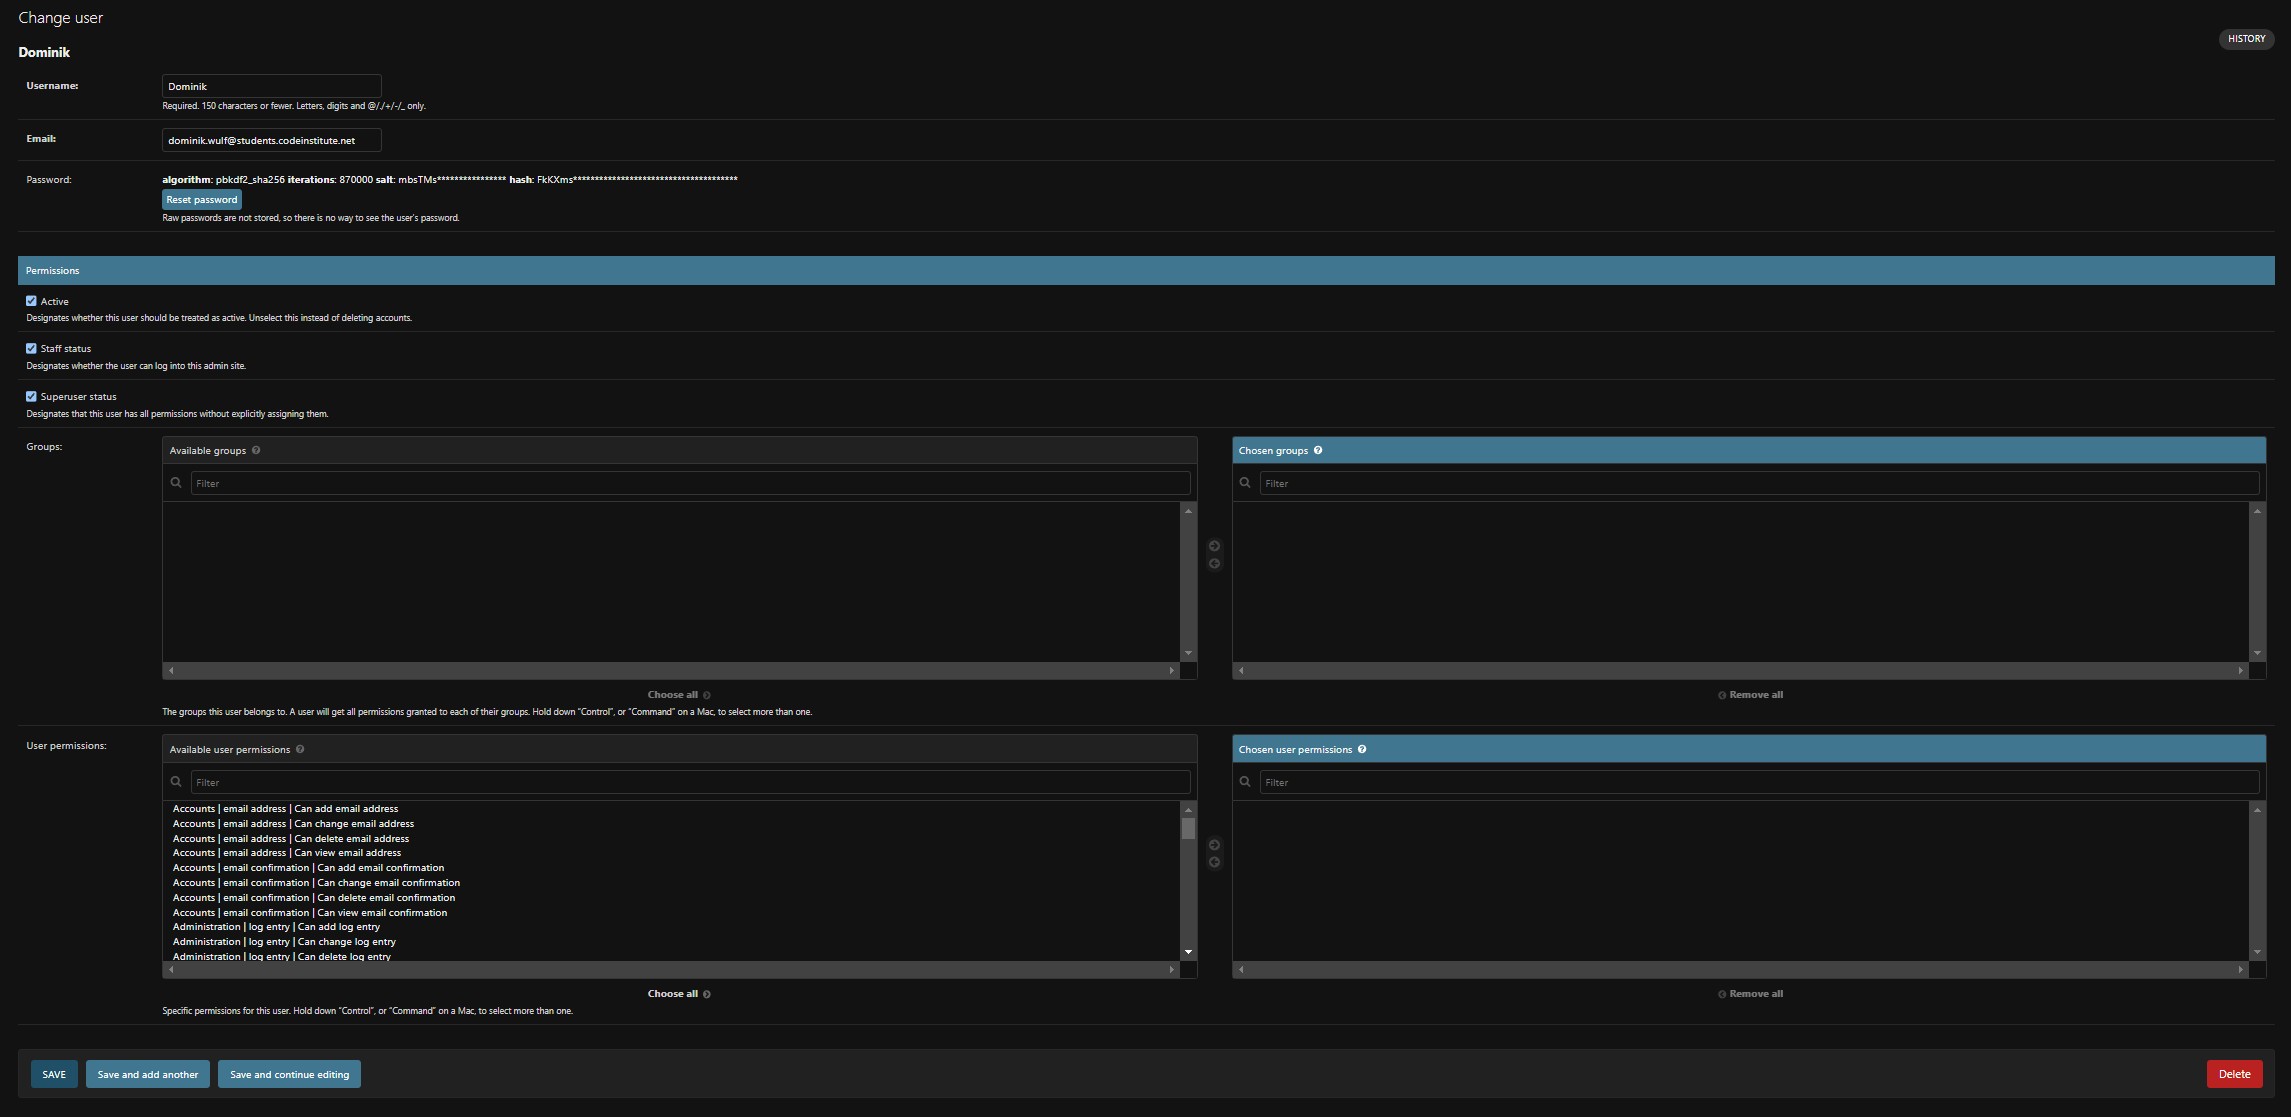 Change user
Dominik
HISTORY
Username:
Dominik
Required. 150 characters or fewer. Letters, digits and @/./+/-/_ only.
Email:
dominik.wulf@students.codeinstitute.net
Password:
algorithm: pbkdf2_sha256 iterations: 870000 salt: mbsTMs**************** hash: FkKXms**************************************
Reset password
Raw passwords are not stored, so there is no way to see the user's password.
Permissions
Active
Designates whether this user should be treated as active. Unselect this instead of deleting accounts.
Staff status
Designates whether the user can log into this admin site.
Superuser status
Designates that this user has all permissions without explicitly assigning them.
Groups:
Available groups
Filter
Choose all
Chosen groups
Filter
Remove all
The groups this user belongs to. A user will get all permissions granted to each of their groups. Hold down “Control”, or “Command” on a Mac, to select more than one.
User permissions:
Available user permissions
Filter
Accounts | email address | Can add email address
Accounts | email address | Can change email address
Accounts | email address | Can delete email address
Accounts | email address | Can view email address
Accounts | email confirmation | Can add email confirmation
Accounts | email confirmation | Can change email confirmation
Accounts | email confirmation | Can delete email confirmation
Accounts | email confirmation | Can view email confirmation
Administration | log entry | Can add log entry
Administration | log entry | Can change log entry
Administration | log entry | Can delete log entry
Choose all
Chosen user permissions
Filter
Remove all
Specific permissions for this user. Hold down “Control”, or “Command” on a Mac, to select more than one.
SAVE
Save and add another
Save and continue editing
Delete